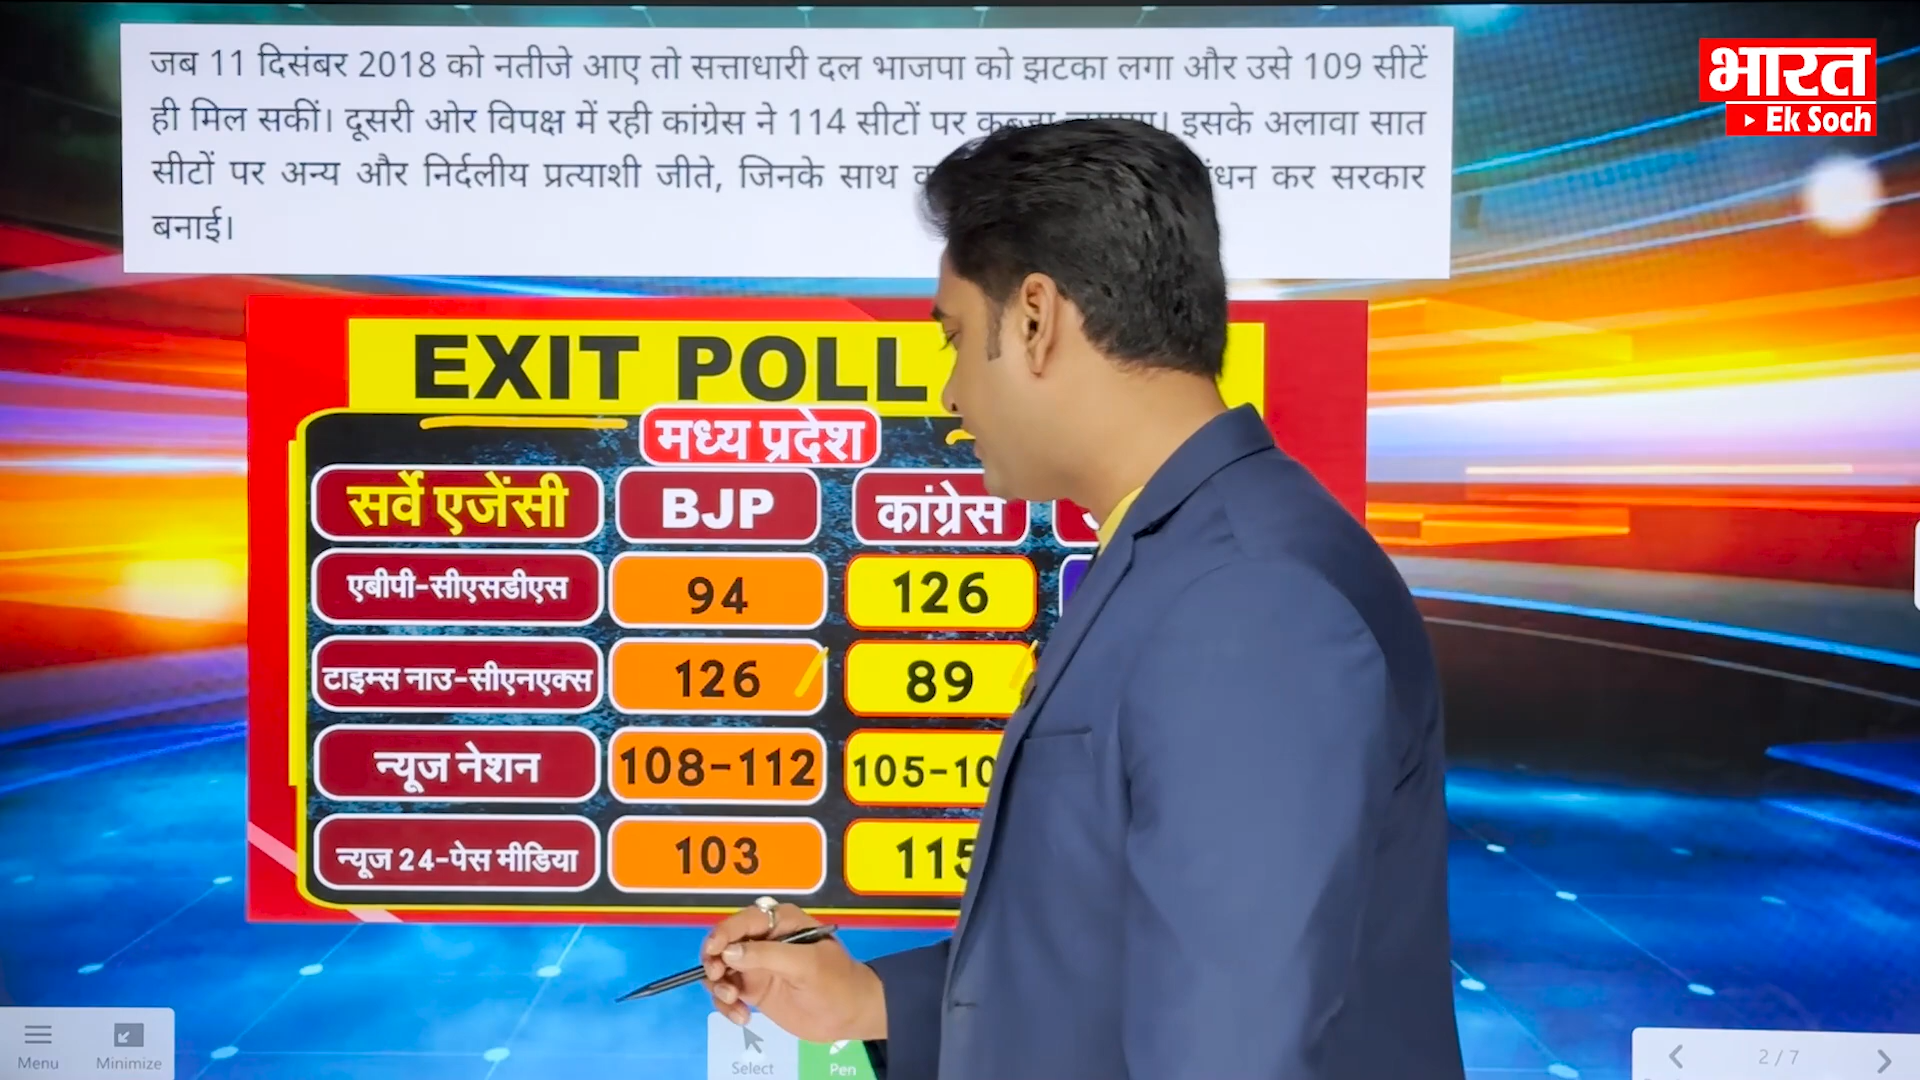 जब 11 दिसंबर 2018 को नतीजे आए तो सत्ताधारी दल भाजपा को झटका लगा और उसे 109 सीटें
ही मिल सकीं। दूसरी ओर विपक्ष में रही कांग्रेस ने 114 सीटों पर इसके अलावा सात
सीटों पर अन्य और निर्दलीय प्रत्याशी जीते, जिनके साथ कर सरकार
बनाई।
भारत
Ek Soch
EXIT POLL
मध्य प्रदेश
सर्वे एजेंसी BJP कांग्रेस
एबीपी-सीएसडीएस 94 126
टाइम्स नाउ-सीएनएक्स 126 89
न्यूज नेशन 108-112
न्यूज 24-पेस मीडिया 103 115
Menu Minimize Select Pen 2 / 7